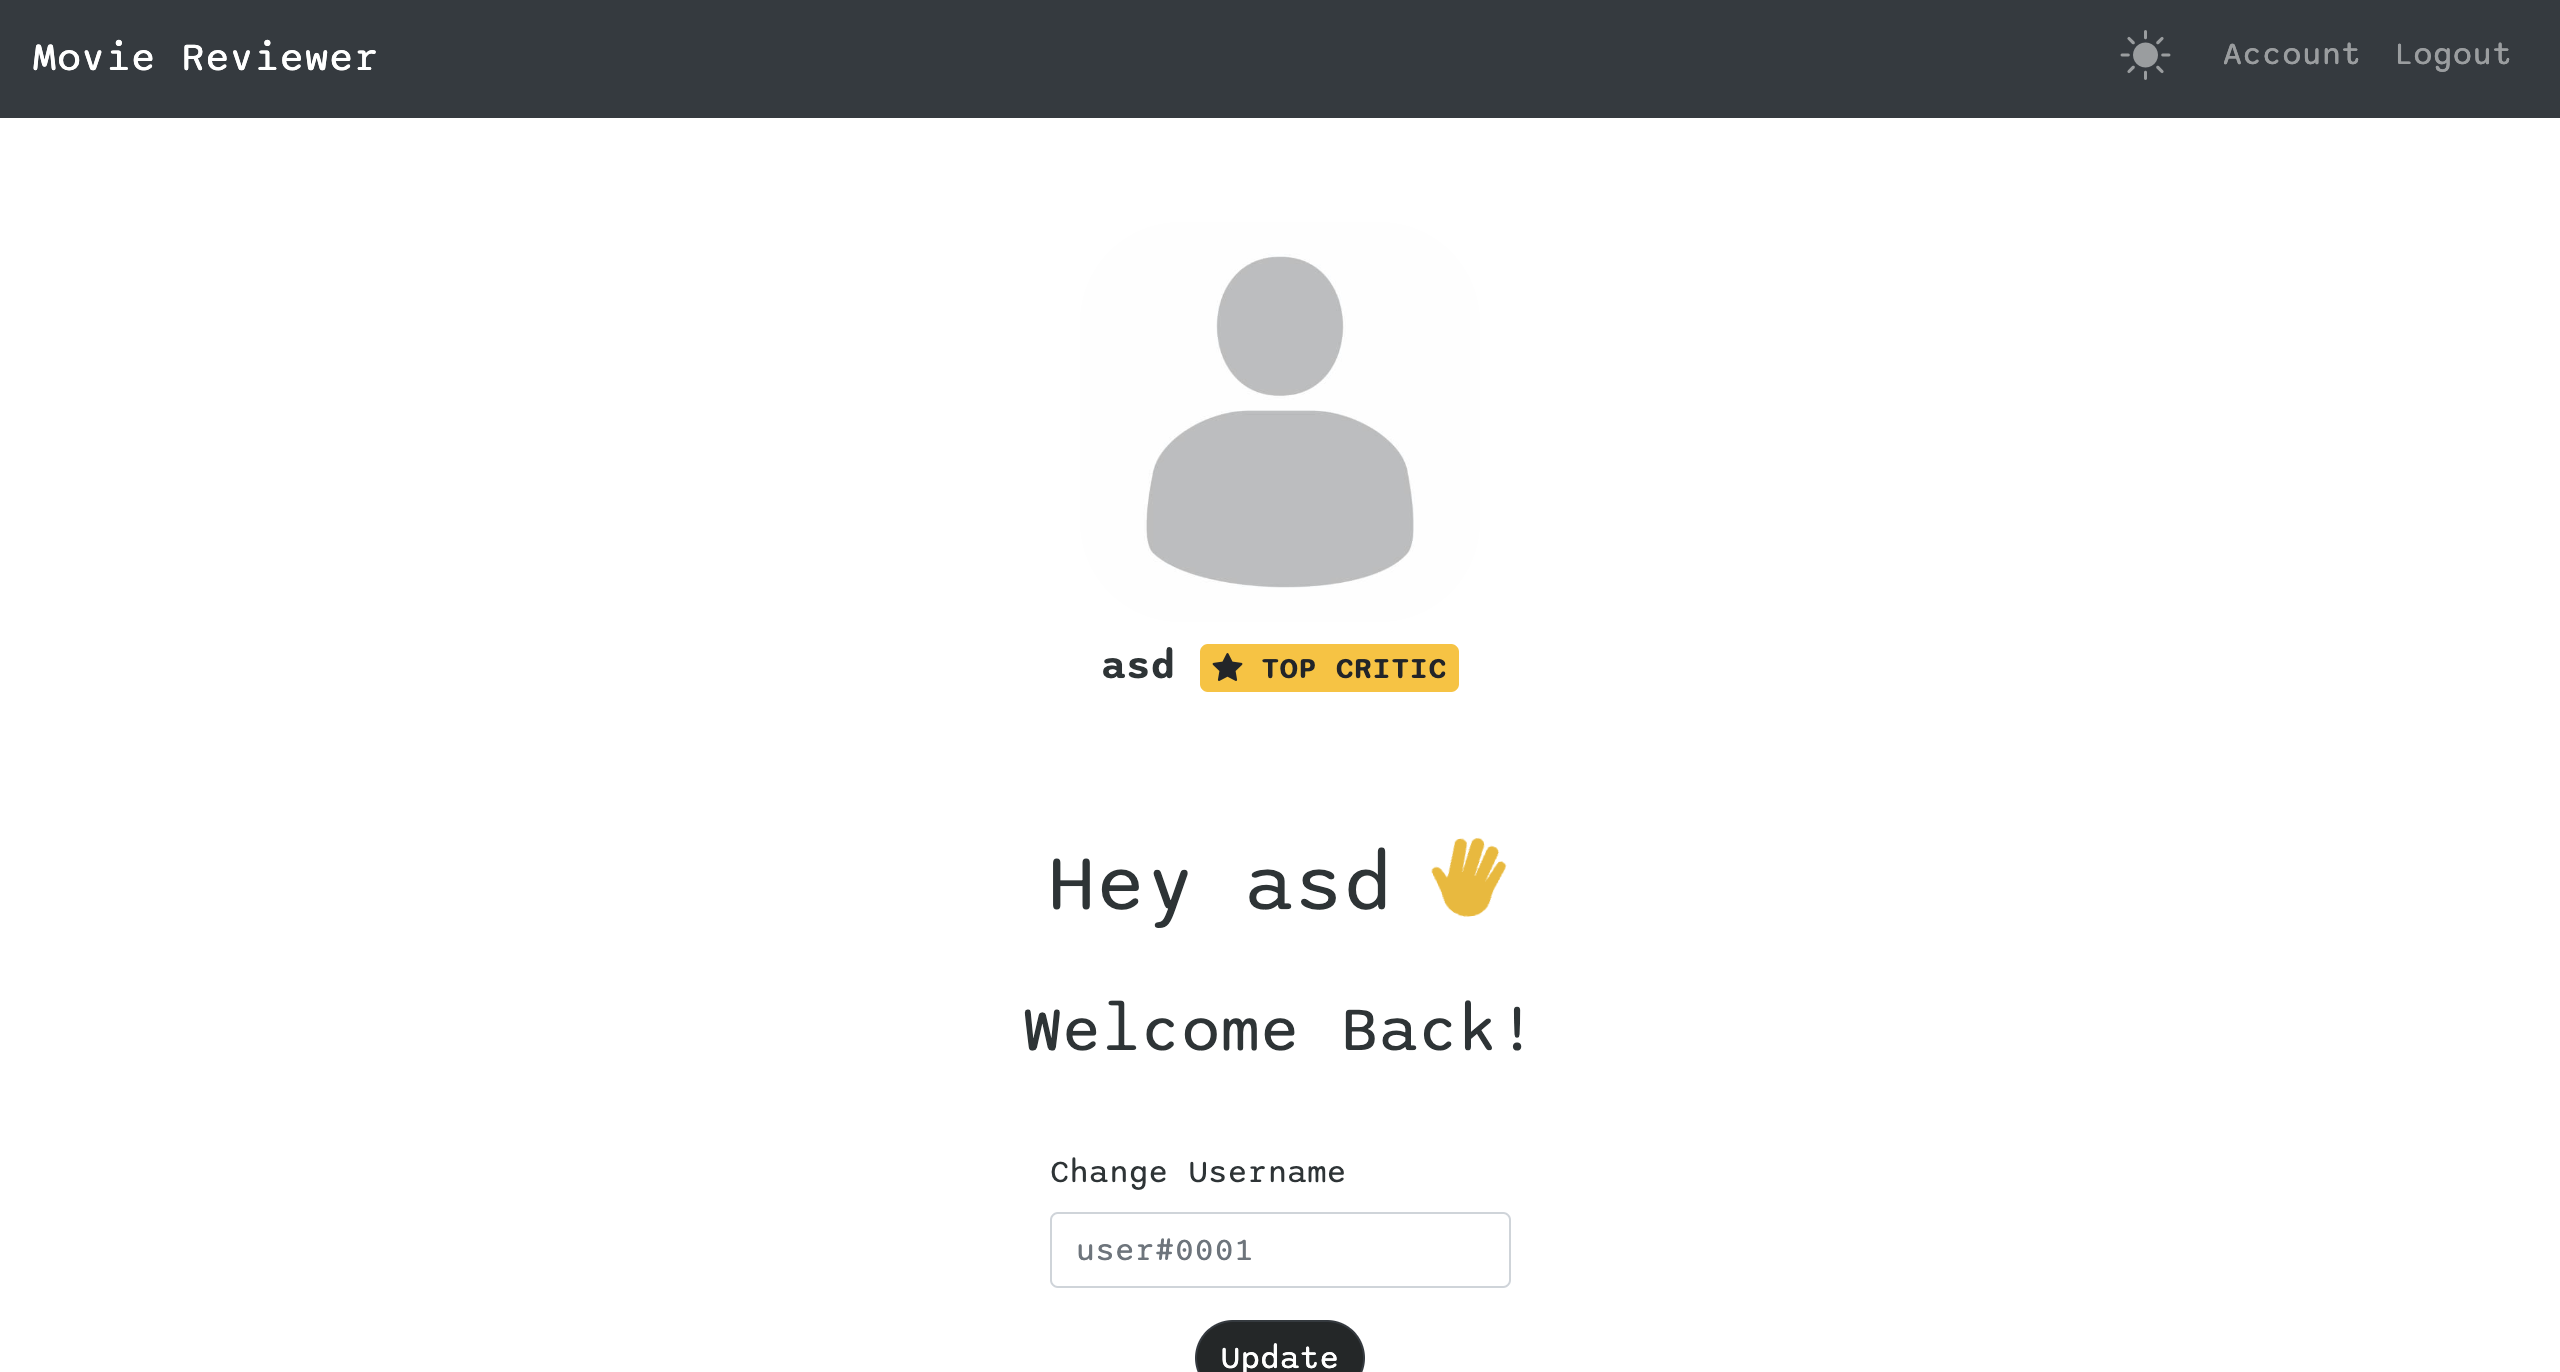 Movie Reviewer
Account Logout
asd TOP CRITIC
Hey asd
Welcome Back!
Change Username
user#0001
Update